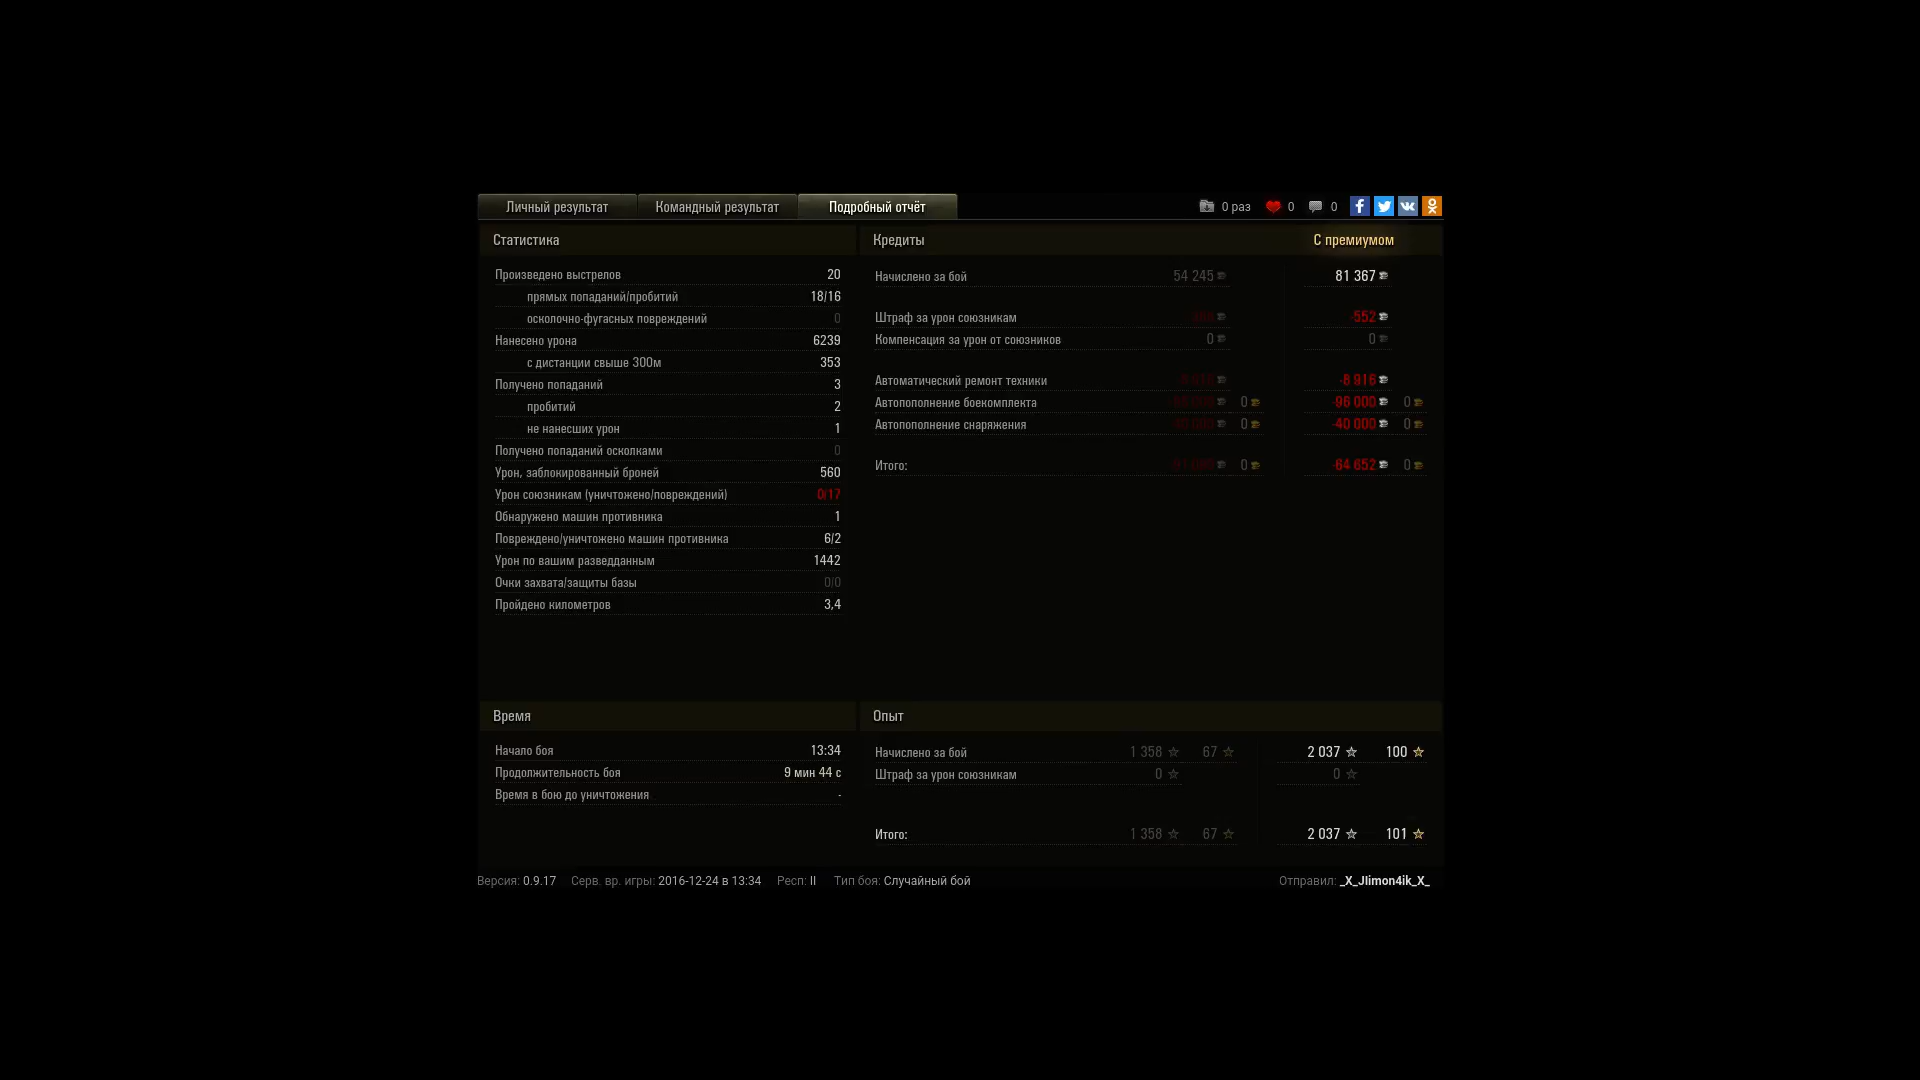 Личный результат Командный результат Подробный отчёт 0 раз 0 0
Статистика
Произведено выстрелов 20
прямых попаданий/пробитий 18/16
осколочно-фугасных повреждений 0
Нанесено урона 6239
с дистанции свыше 300м 353
Получено попаданий 3
пробитий 2
не нанесших урон 1
Получено попаданий осколками 0
Урон, заблокированный броней 560
Урон союзникам (уничтожено/повреждений) 0/17
Обнаружено машин противника 1
Повреждено/уничтожено машин противника 6/2
Урон по вашим разведданным 1442
Очки захвата/защиты базы 0/0
Пройдено километров 3,4
Кредиты С премиумом
Начислено за бой 54 245 81 367
Штраф за урон союзникам -552
Компенсация за урон от союзников 0 0
Автоматический ремонт техники -8 916
Автопополнение боекомплекта 0 -96 000 0
Автопополнение снаряжения 0 -40 000 0
Итого: 0 -64 652 0
Время
Начало боя 13:34
Продолжительность боя 9 мин 44 с
Время в бою до уничтожения -
Опыт
Начислено за бой 1 358 67 2 037 100
Штраф за урон союзникам 0 0
Итого: 1 358 67 2 037 101
Версия: 0.9.17 Серв. вр. игры: 2016-12-24 в 13:34 Респ: II Тип боя: Случайный бой Отправил: _X_JIimon4ik_X_